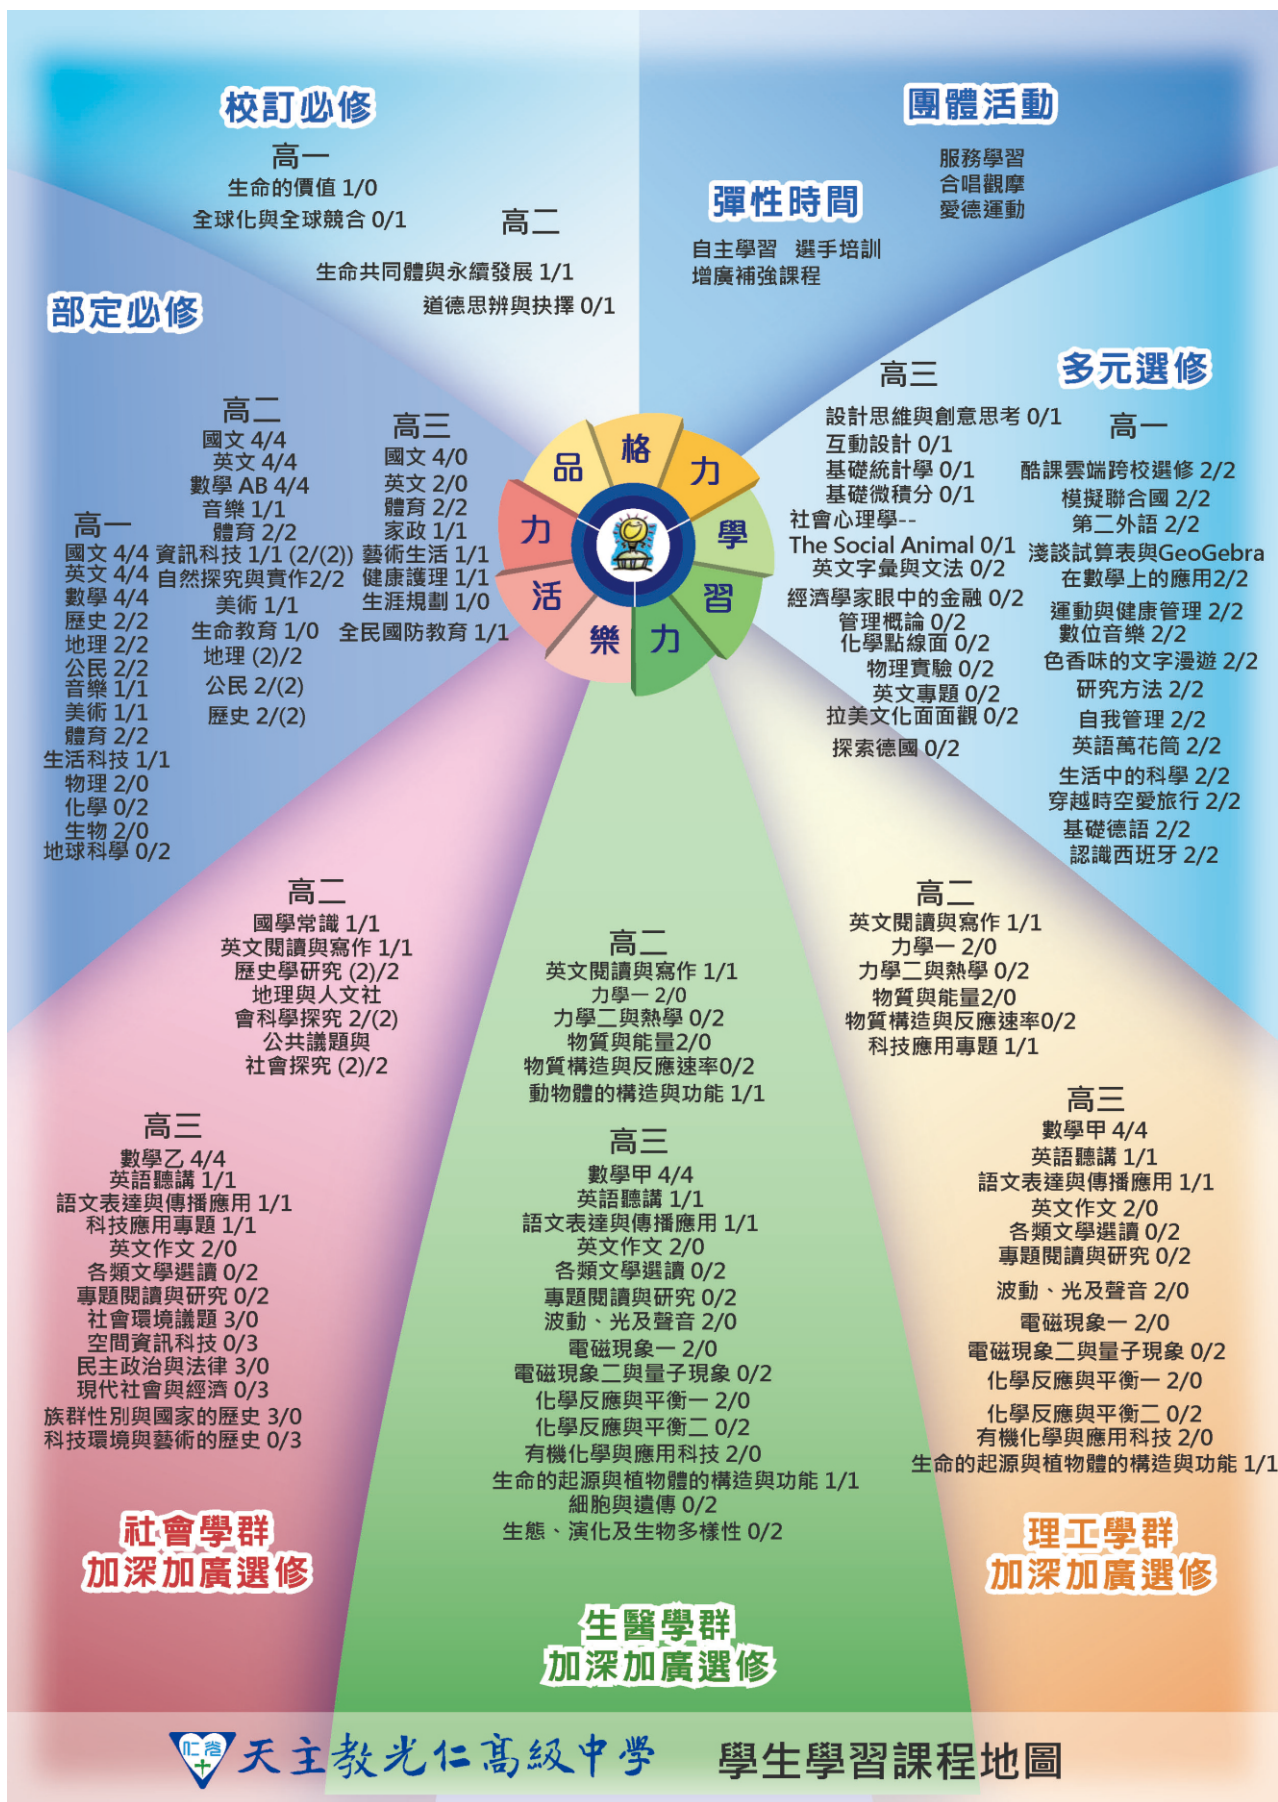 校訂必修
高一
生命的價值 1/0
全球化與全球競合 0/1
高二
生命共同體與永續發展 1/1
道德思辨與抉擇 0/1
團體活動
服務學習
合唱觀摩
愛德運動
彈性時間
自主學習 選手培訓
增廣補強課程
部定必修
高一
國文 4/4
英文 4/4
數學 4/4
歷史 2/2
地理 2/2
公民 2/2
音樂 1/1
美術 1/1
體育 2/2
生活科技 1/1
物理 2/0
化學 0/2
生物 2/0
地球科學 0/2
高二
國文 4/4
英文 4/4
數學 AB 4/4
音樂 1/1
體育 2/2
資訊科技 1/1 (2/(2))
自然探究與實作2/2
美術 1/1
生命教育 1/0
地理 (2)/2
公民 2/(2)
歷史 2/(2)
高三
國文 4/0
英文 2/0
體育 2/2
家政 1/1
藝術生活 1/1
健康護理 1/1
生涯規劃 1/0
全民國防教育 1/1
品格力
學習力
樂活力
多元選修
高三
設計思維與創意思考 0/1
互動設計 0/1
基礎統計學 0/1
基礎微積分 0/1
社會心理學--
The Social Animal 0/1
英文字彙與文法 0/2
經濟學家眼中的金融 0/2
管理概論 0/2
化學點線面 0/2
物理實驗 0/2
英文專題 0/2
拉美文化面面觀 0/2
探索德國 0/2
高一
酷課雲端跨校選修 2/2
模擬聯合國 2/2
第二外語 2/2
淺談試算表與GeoGebra
在數學上的應用2/2
運動與健康管理 2/2
數位音樂 2/2
色香味的文字漫遊 2/2
研究方法 2/2
自我管理 2/2
英語萬花筒 2/2
生活中的科學 2/2
穿越時空愛旅行 2/2
基礎德語 2/2
認識西班牙 2/2
高二
國學常識 1/1
英文閱讀與寫作 1/1
歷史學研究 (2)/2
地理與人文社
會科學探究 2/(2)
公共議題與
社會探究 (2)/2
高三
數學乙 4/4
英語聽講 1/1
語文表達與傳播應用 1/1
科技應用專題 1/1
英文作文 2/0
各類文學選讀 0/2
專題閱讀與研究 0/2
社會環境議題 3/0
空間資訊科技 0/3
民主政治與法律 3/0
現代社會與經濟 0/3
族群性別與國家的歷史 3/0
科技環境與藝術的歷史 0/3
社會學群
加深加廣選修
高二
英文閱讀與寫作 1/1
力學一 2/0
力學二與熱學 0/2
物質與能量2/0
物質構造與反應速率0/2
動物體的構造與功能 1/1
高三
數學甲 4/4
英語聽講 1/1
語文表達與傳播應用 1/1
英文作文 2/0
各類文學選讀 0/2
專題閱讀與研究 0/2
波動、光及聲音 2/0
電磁現象一 2/0
電磁現象二與量子現象 0/2
化學反應與平衡一 2/0
化學反應與平衡二 0/2
有機化學與應用科技 2/0
生命的起源與植物體的構造與功能 1/1
細胞與遺傳 0/2
生態、演化及生物多樣性 0/2
生醫學群
加深加廣選修
高二
英文閱讀與寫作 1/1
力學一 2/0
力學二與熱學 0/2
物質與能量2/0
物質構造與反應速率0/2
科技應用專題 1/1
高三
數學甲 4/4
英語聽講 1/1
語文表達與傳播應用 1/1
英文作文 2/0
各類文學選讀 0/2
專題閱讀與研究 0/2
波動、光及聲音 2/0
電磁現象一 2/0
電磁現象二與量子現象 0/2
化學反應與平衡一 2/0
化學反應與平衡二 0/2
有機化學與應用科技 2/0
生命的起源與植物體的構造與功能 1/1
理工學群
加深加廣選修
天主教光仁高級中學 學生學習課程地圖